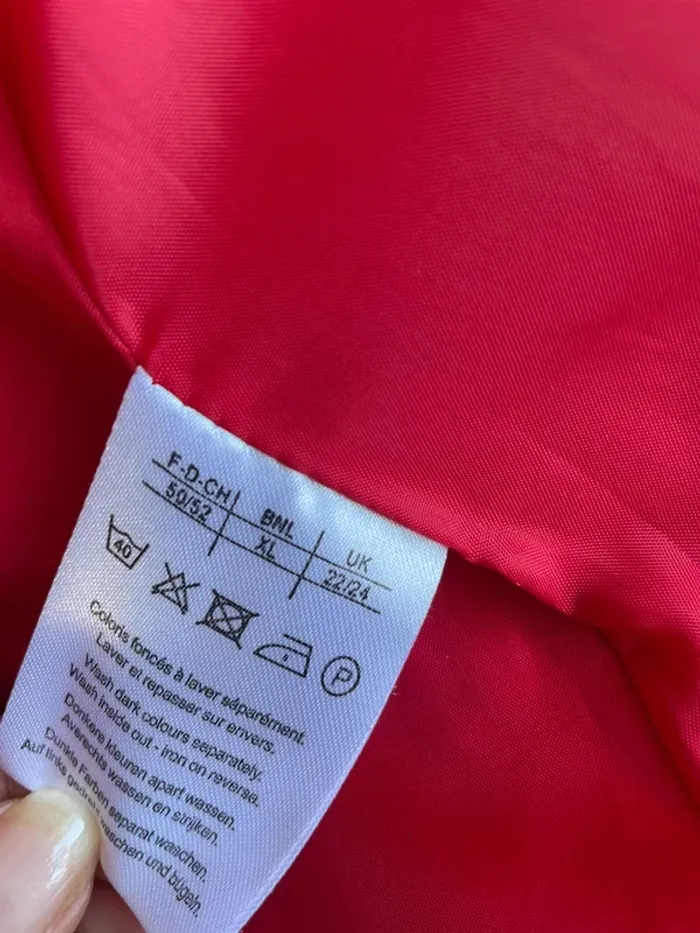 F-D-CH BNL UK
50/52 XL 22/24
40
P
Coloris foncés à laver séparément.
Laver et repasser sur envers.
Wash dark colours separately.
Wash inside out - iron on reverse.
Donkere kleuren apart wassen.
Averechts wassen en strijken.
Dunkle Farben separat waschen.
Auf links waschen und bügeln.